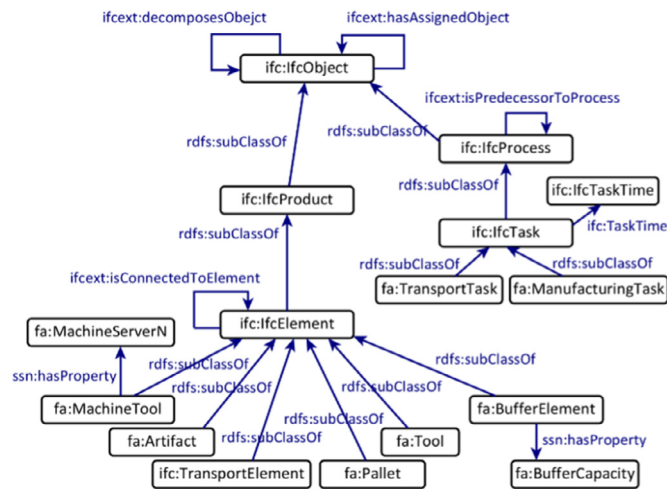 ifcext:decomposesObejct
ifcext:hasAssignedObject
ifc:IfcObject
ifcext:isPredecessorToProcess
rdfs:subClassOf
rdfs:subClassOf
ifc:IfcProcess
rdfs:subClassOf
ifc:IfcTaskTime
ifc:IfcProduct
ifc:IfcTask
ifc:TaskTime
rdfs:subClassOf
rdfs:subClassOf
rdfs:subClassOf
ifcext:isConnectedToElement
fa:TransportTask
fa:ManufacturingTask
fa:MachineServerN
ifc:IfcElement
rdfs:subClassOf
rdfs:subClassOf
ssn:hasProperty
rdfs:subClassOf
rdfs:subClassOf
fa:MachineTool
fa:BufferElement
rdfs:subClassOf
fa:Artifact
rdfs:subClassOf
fa:Tool
ssn:hasProperty
ifc:TransportElement
fa:Pallet
fa:BufferCapacity